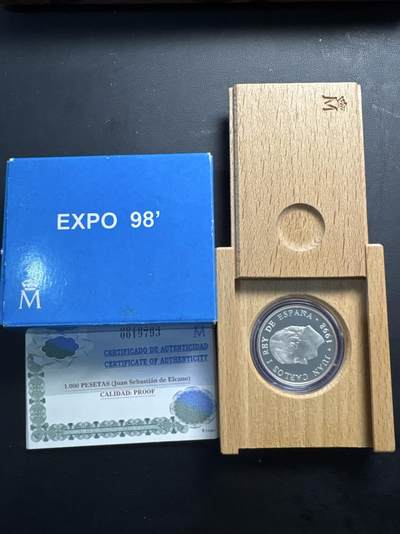 EXPO 98'
M
M
0619793
M
CERTIFICADO DE AUTENTICIDAD
CERTIFICATE OF AUTHENTICITY
1.000 PESETAS (Juan Sebastián de Elcano)
CALIDAD: PROOF
JUAN CARLOS I REY DE ESPAÑA · 1998 ·